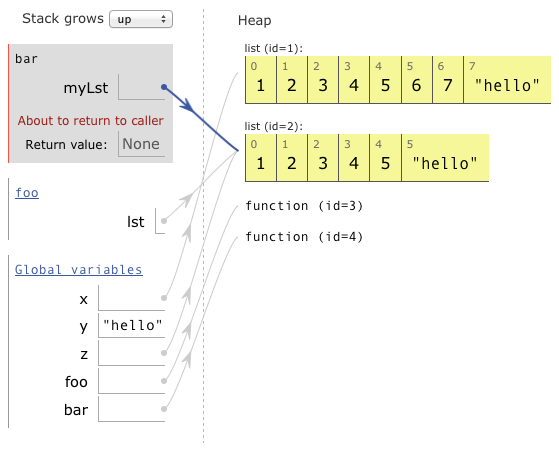 Stack grows up
Heap
bar
myLst
About to return to caller
Return value: None
foo
lst
Global variables
x
y "hello"
z
foo
bar
list (id=1):
0 1 2 3 4 5 6 7
1 2 3 4 5 6 7 "hello"
list (id=2):
0 1 2 3 4 5
1 2 3 4 5 "hello"
function (id=3)
function (id=4)